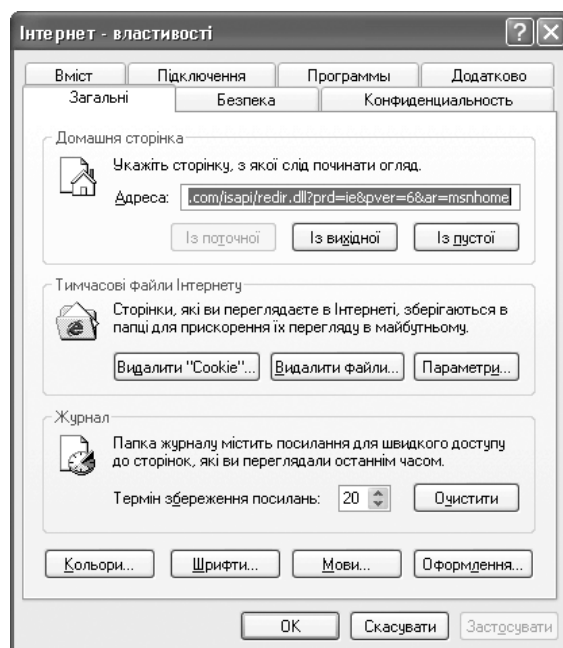 Інтернет - властивості
Вміст Підключення Программы Додатково
Загальні Безпека Конфиденциальность
Домашня сторінка
Укажіть сторінку, з якої слід починати огляд.
Адреса: .com/isapi/redir.dll?prd=ie&pver=6&ar=msnhome
Із поточної Із вихідної Із пустої
Тимчасові файли Інтернету
Сторінки, які ви переглядаєте в Інтернеті, зберігаються в
папці для прискорення їх перегляду в майбутньому.
Видалити "Cookie"... Видалити файли... Параметри...
Журнал
Папка журналу містить посилання для швидкого доступу
до сторінок, які ви переглядали останнім часом.
Термін збереження посилань: 20 Очистити
Кольори... Шрифти... Мови... Оформлення...
OK Скасувати Застосувати